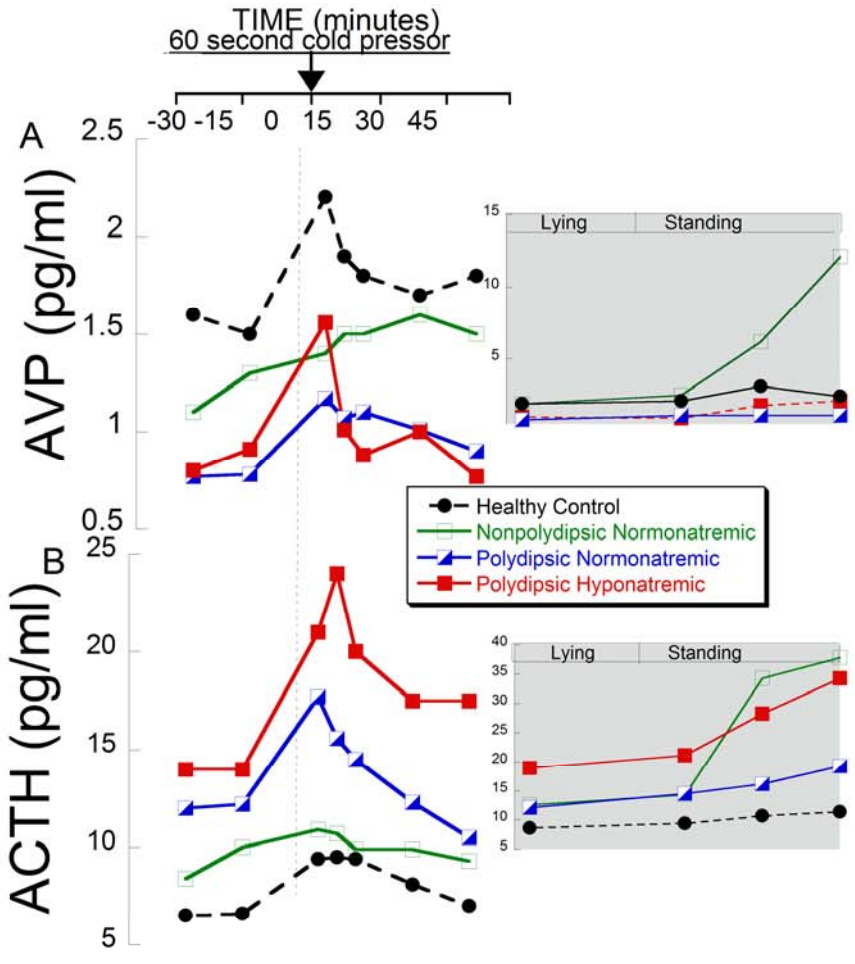 TIME (minutes)
60 second cold pressor
-30 -15 0 15 30 45
A
AVP (pg/ml)
2.5
2
1.5
1
0.5
Lying Standing
15
10
5
Healthy Control
Nonpolydipsic Normonatremic
Polydipsic Normonatremic
Polydipsic Hyponatremic
B
ACTH (pg/ml)
25
20
15
10
5
Lying Standing
40
35
30
25
20
15
10
5